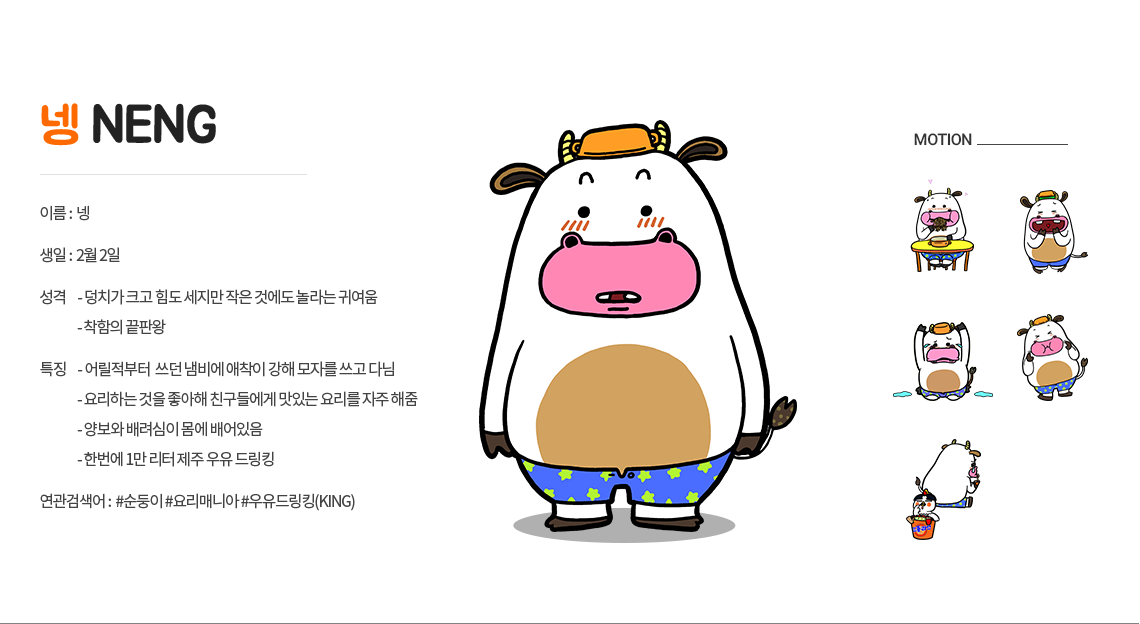 넹 NENG
이름 : 넹
생일 : 2월 2일
성격 - 덩치가 크고 힘도 세지만 작은 것에도 놀라는 귀여움
- 착함의 끝판왕
특징 - 어릴적부터 쓰던 냄비에 애착이 강해 모자를 쓰고 다님
- 요리하는 것을 좋아해 친구들에게 맛있는 요리를 자주 해줌
- 양보와 배려심이 몸에 배어있음
- 한번에 1만 리터 제주 우유 드링킹
연관검색어 : #순둥이 #요리매니아 #우유드링킹(KING)
MOTION